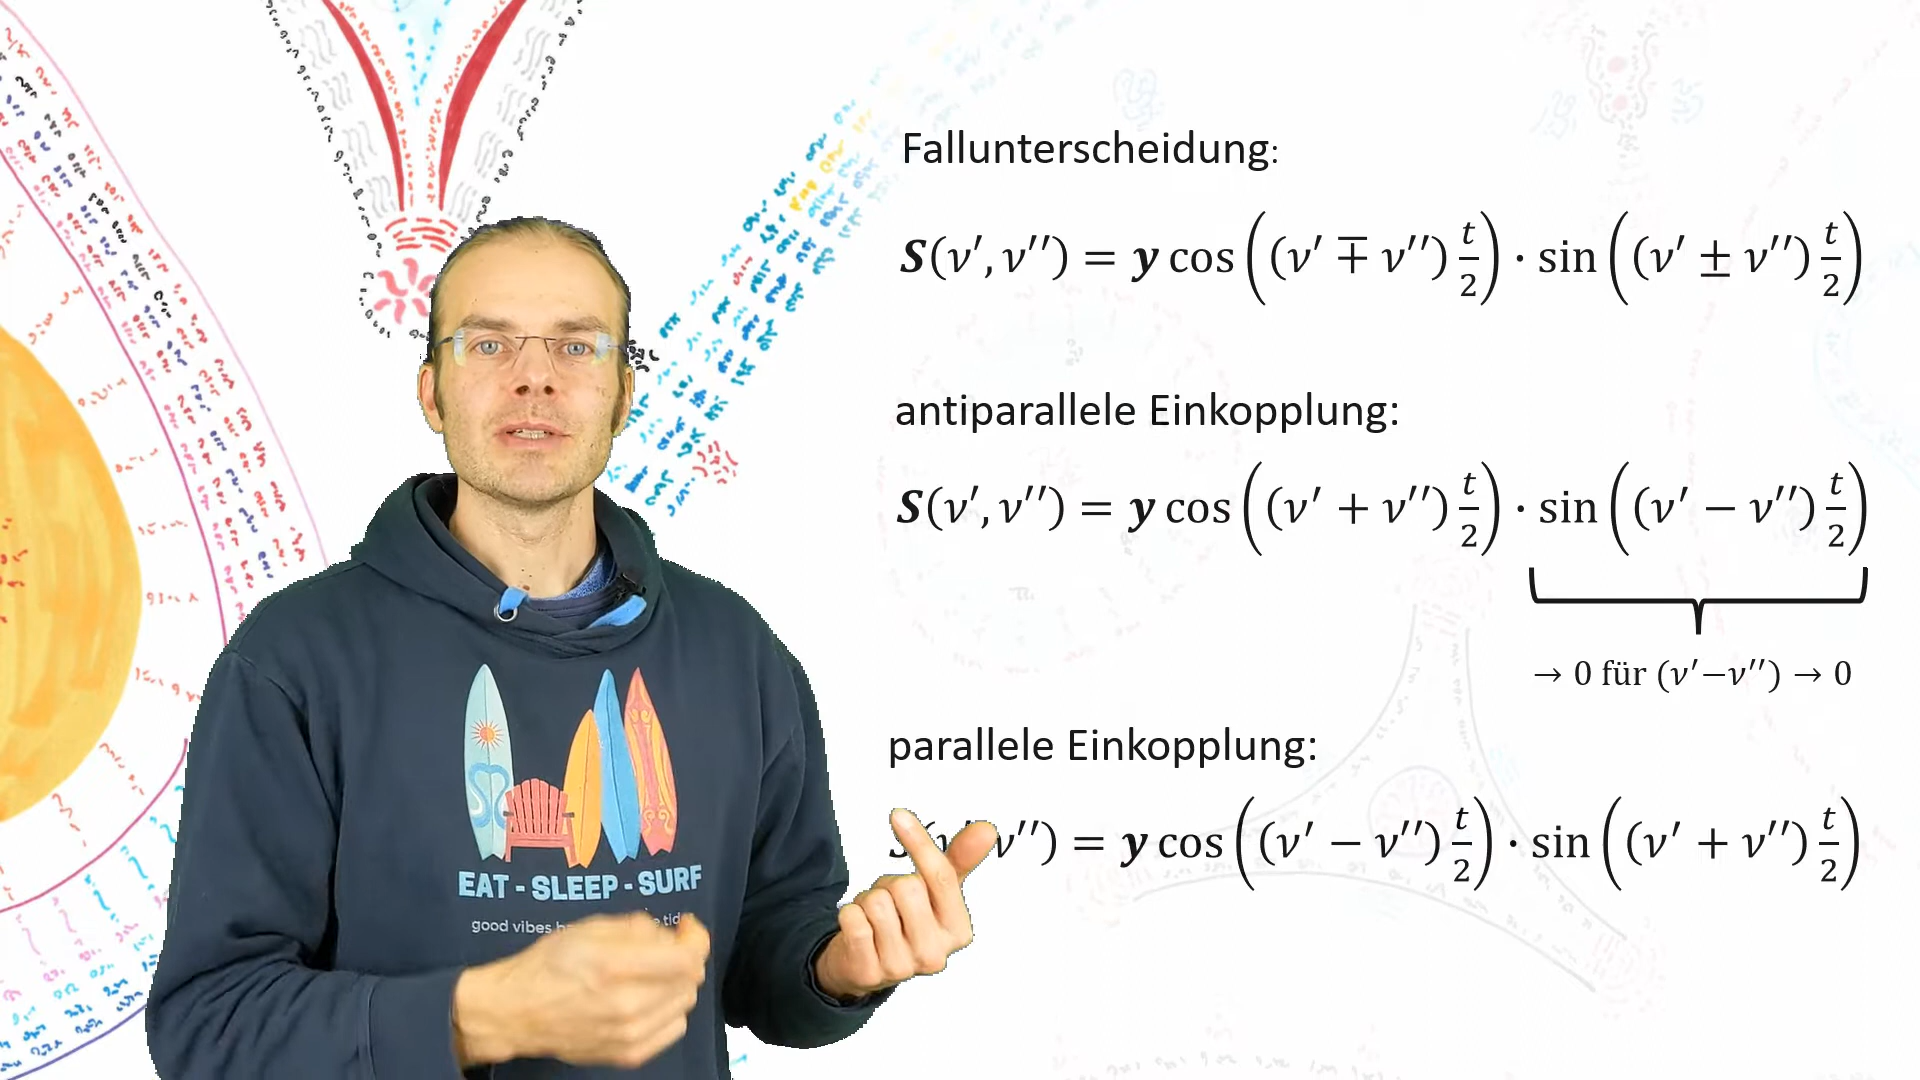 Fallunterscheidung:
S(ν′, ν′′) = y cos((ν′ ∓ ν′′) t/2) · sin((ν′ ± ν′′) t/2)
antiparallele Einkopplung:
S(ν′, ν′′) = y cos((ν′ + ν′′) t/2) · sin((ν′ − ν′′) t/2)
→ 0 für (ν′−ν′′) → 0
parallele Einkopplung:
S(ν′, ν′′) = y cos((ν′ − ν′′) t/2) · sin((ν′ + ν′′) t/2)
EAT - SLEEP - SURF
good vibes